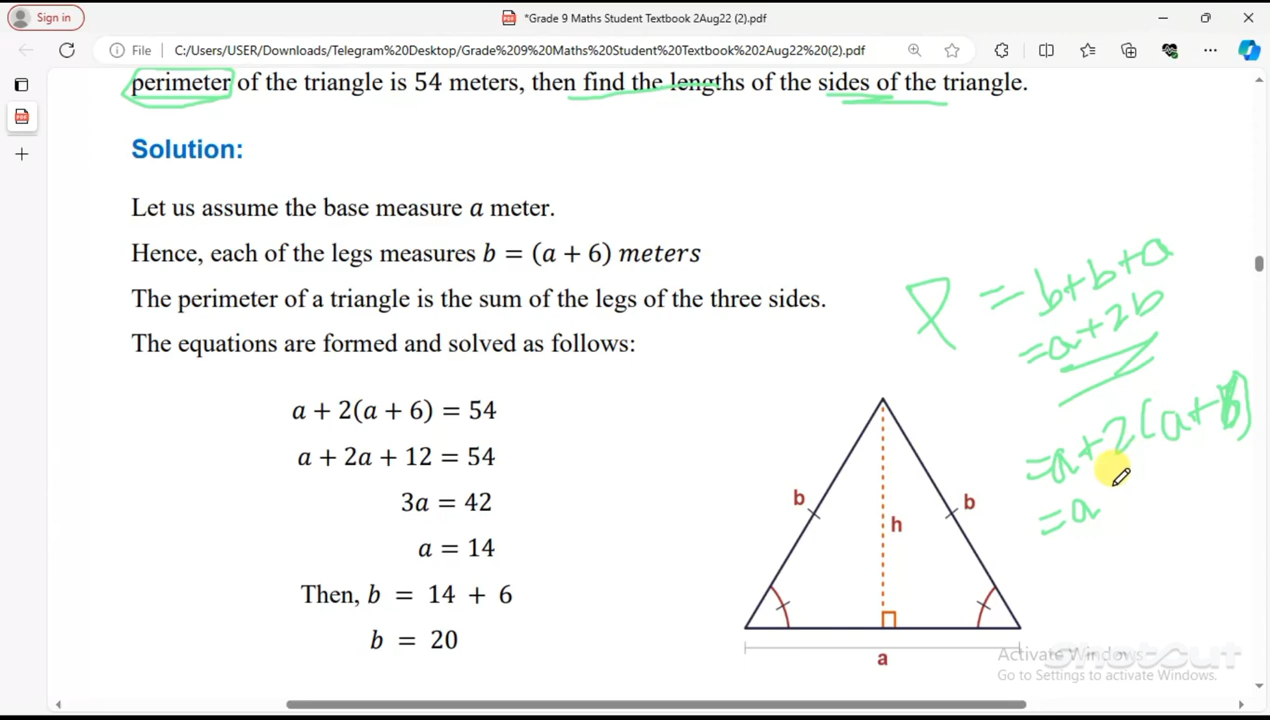 Sign in
*Grade 9 Maths Student Textbook 2Aug22 (2).pdf
File C:/Users/USER/Downloads/Telegram%20Desktop/Grade%209%20Maths%20Student%20Textbook%202Aug22%20(2).pdf
perimeter of the triangle is 54 meters, then find the lengths of the sides of the triangle.
Solution:
Let us assume the base measure a meter.
Hence, each of the legs measures b = (a + 6) meters
The perimeter of a triangle is the sum of the legs of the three sides.
The equations are formed and solved as follows:
a + 2(a + 6) = 54
a + 2a + 12 = 54
3a = 42
a = 14
Then, b = 14 + 6
b = 20
P = b+b+a
=a+2b
=a+2(a+6)
=a
b
h
b
a
Activate Windows
Go to Settings to activate Windows.